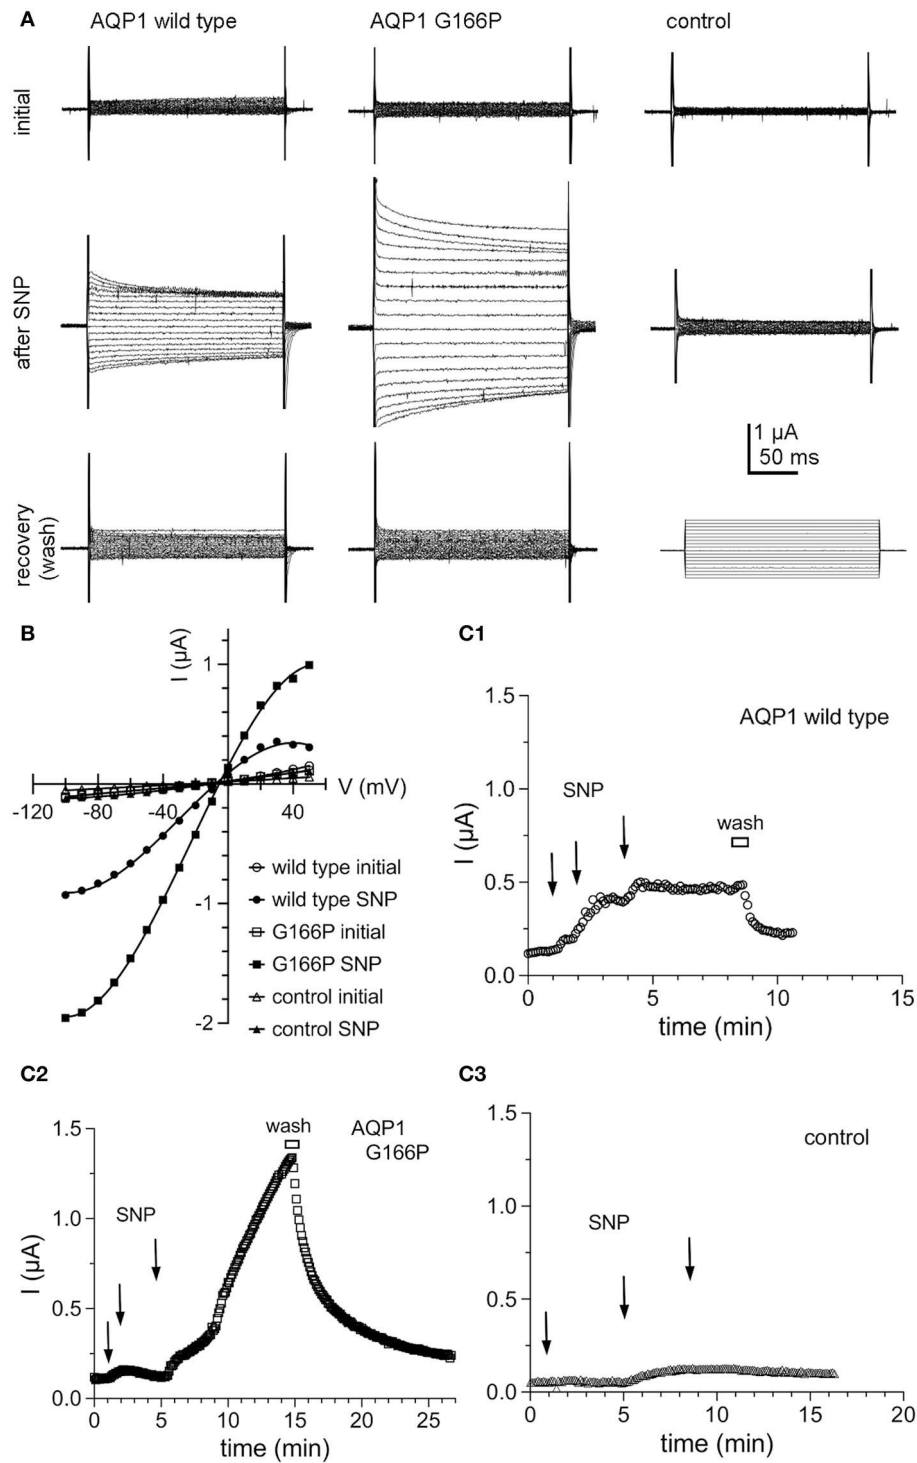 A
AQP1 wild type
AQP1 G166P
control
initial
after SNP
1 µA
50 ms
recovery
(wash)
B
I (µA)
1
V (mV)
-120
-80
-40
40
-1
-2
wild type initial
wild type SNP
G166P initial
G166P SNP
control initial
control SNP
C1
1.5
AQP1 wild type
1.0
SNP
I (µA)
wash
0.5
0.0
0
5
10
15
time (min)
C2
1.5
wash
AQP1
G166P
SNP
1.0
I (µA)
0.5
0.0
0
5
10
15
20
25
time (min)
C3
1.5
control
1.0
SNP
I (µA)
0.5
0.0
0
5
10
15
20
time (min)